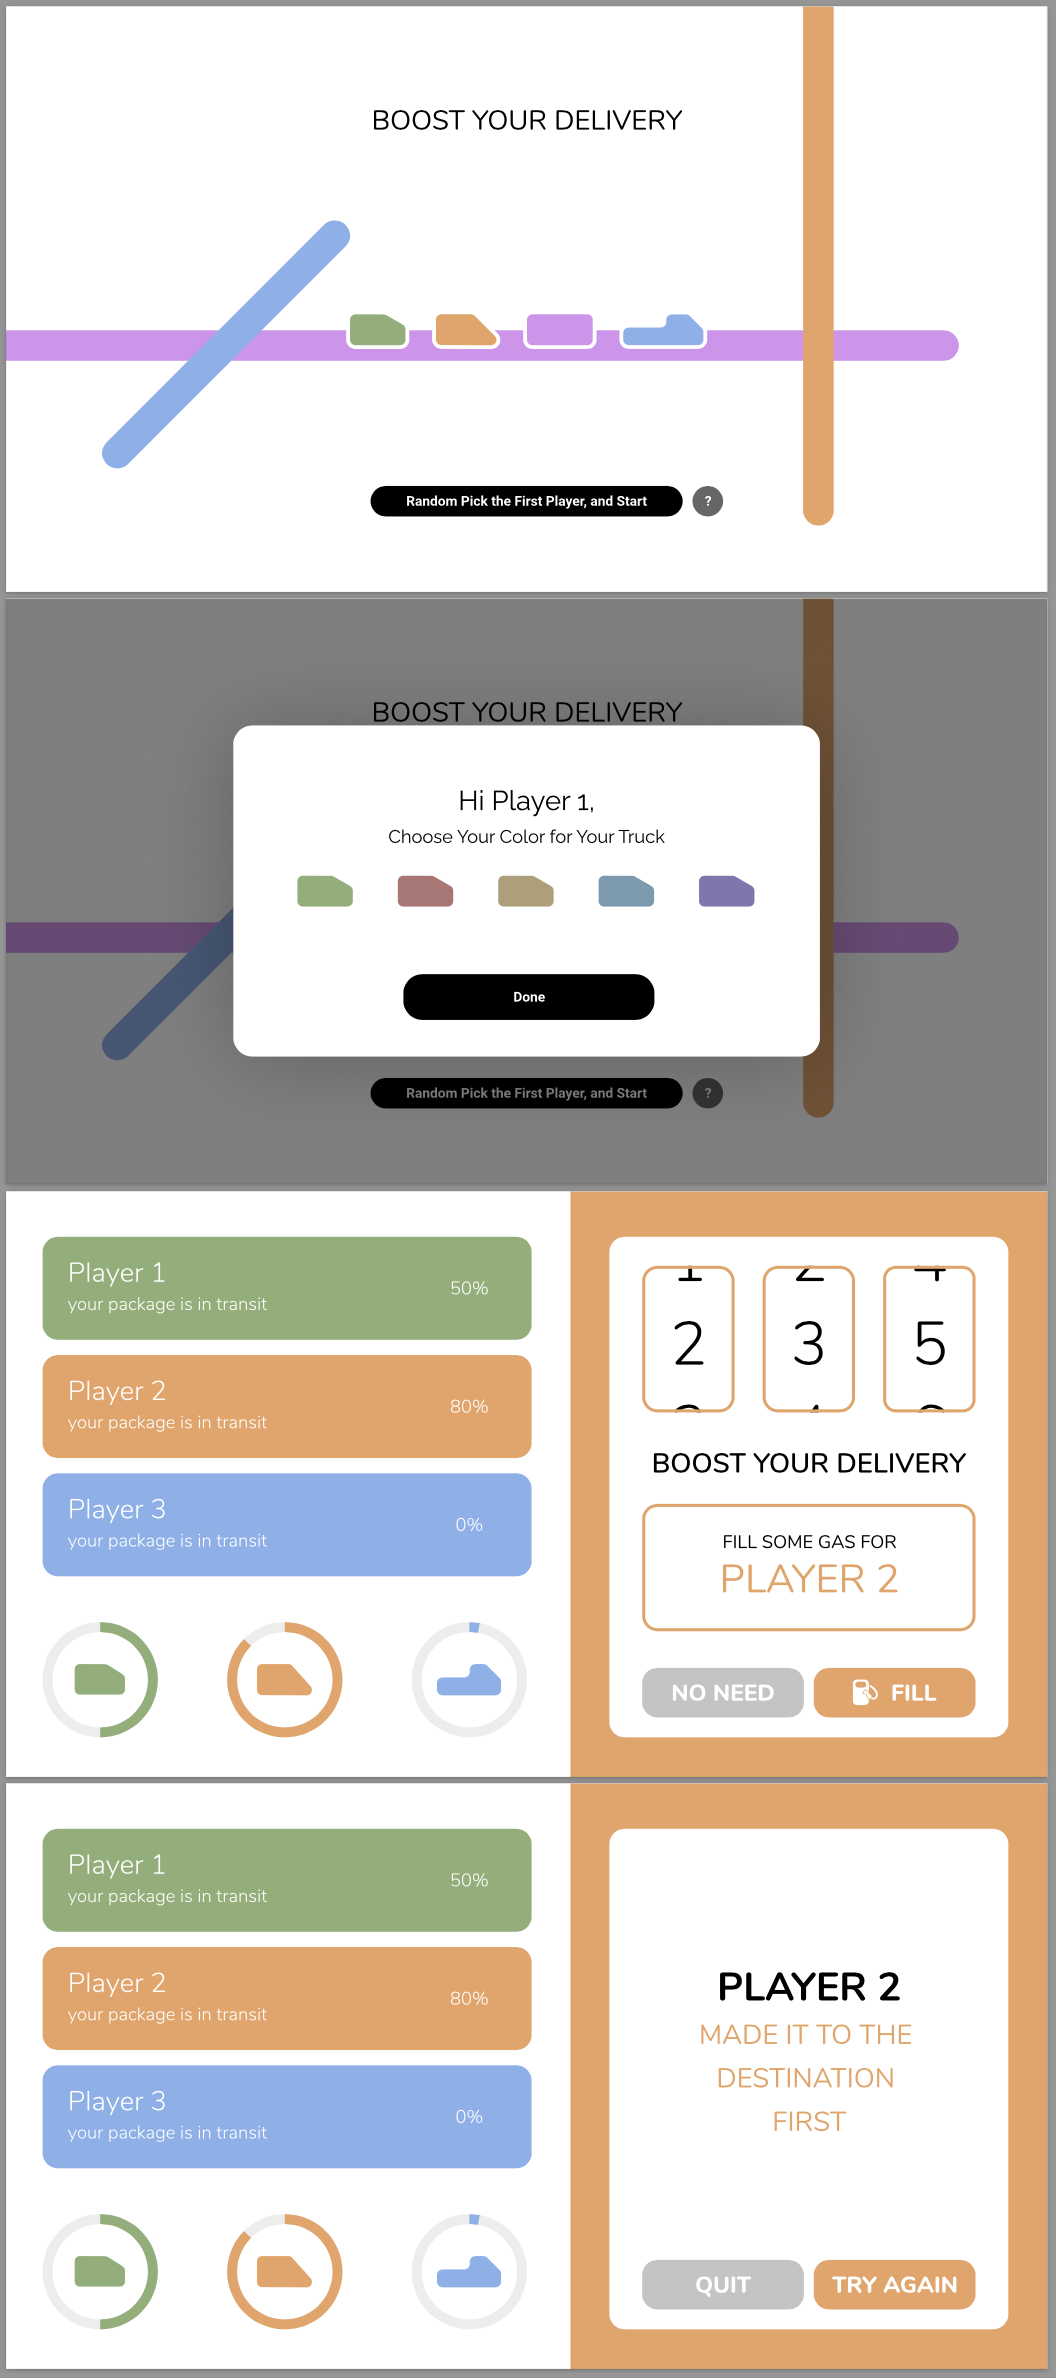 BOOST YOUR DELIVERY
Random Pick the First Player, and Start
?
BOOST YOUR DELIVERY
Hi Player 1,
Choose Your Color for Your Truck
Done
Random Pick the First Player, and Start
?
Player 1
your package is in transit
50%
Player 2
your package is in transit
80%
Player 3
your package is in transit
0%
1 2 4
2 3 5
BOOST YOUR DELIVERY
FILL SOME GAS FOR
PLAYER 2
NO NEED
FILL
Player 1
your package is in transit
50%
Player 2
your package is in transit
80%
Player 3
your package is in transit
0%
PLAYER 2
MADE IT TO THE
DESTINATION
FIRST
QUIT
TRY AGAIN